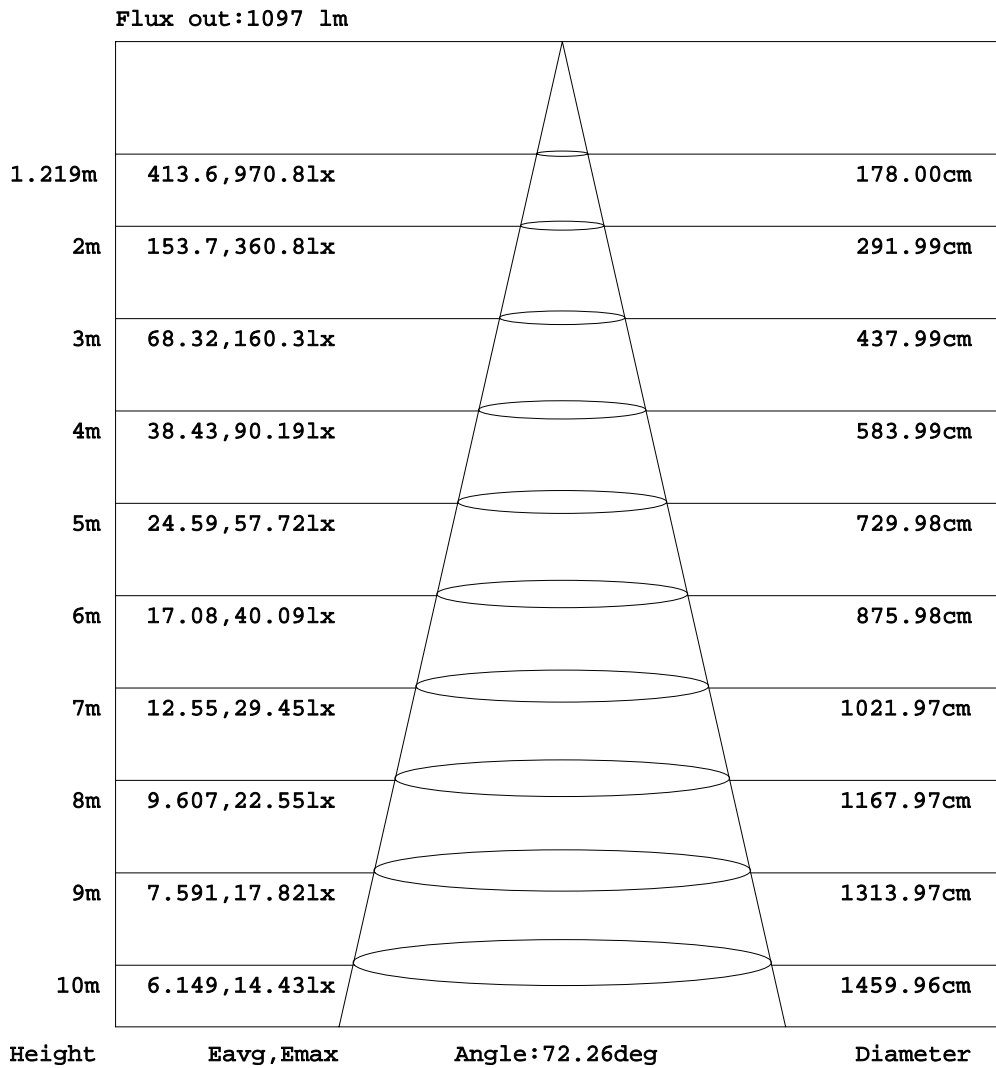 Flux out:1097 lm
1.219m 413.6,970.8lx 178.00cm
2m 153.7,360.8lx 291.99cm
3m 68.32,160.3lx 437.99cm
4m 38.43,90.19lx 583.99cm
5m 24.59,57.72lx 729.98cm
6m 17.08,40.09lx 875.98cm
7m 12.55,29.45lx 1021.97cm
8m 9.607,22.55lx 1167.97cm
9m 7.591,17.82lx 1313.97cm
10m 6.149,14.43lx 1459.96cm
Height Eavg,Emax Angle:72.26deg Diameter